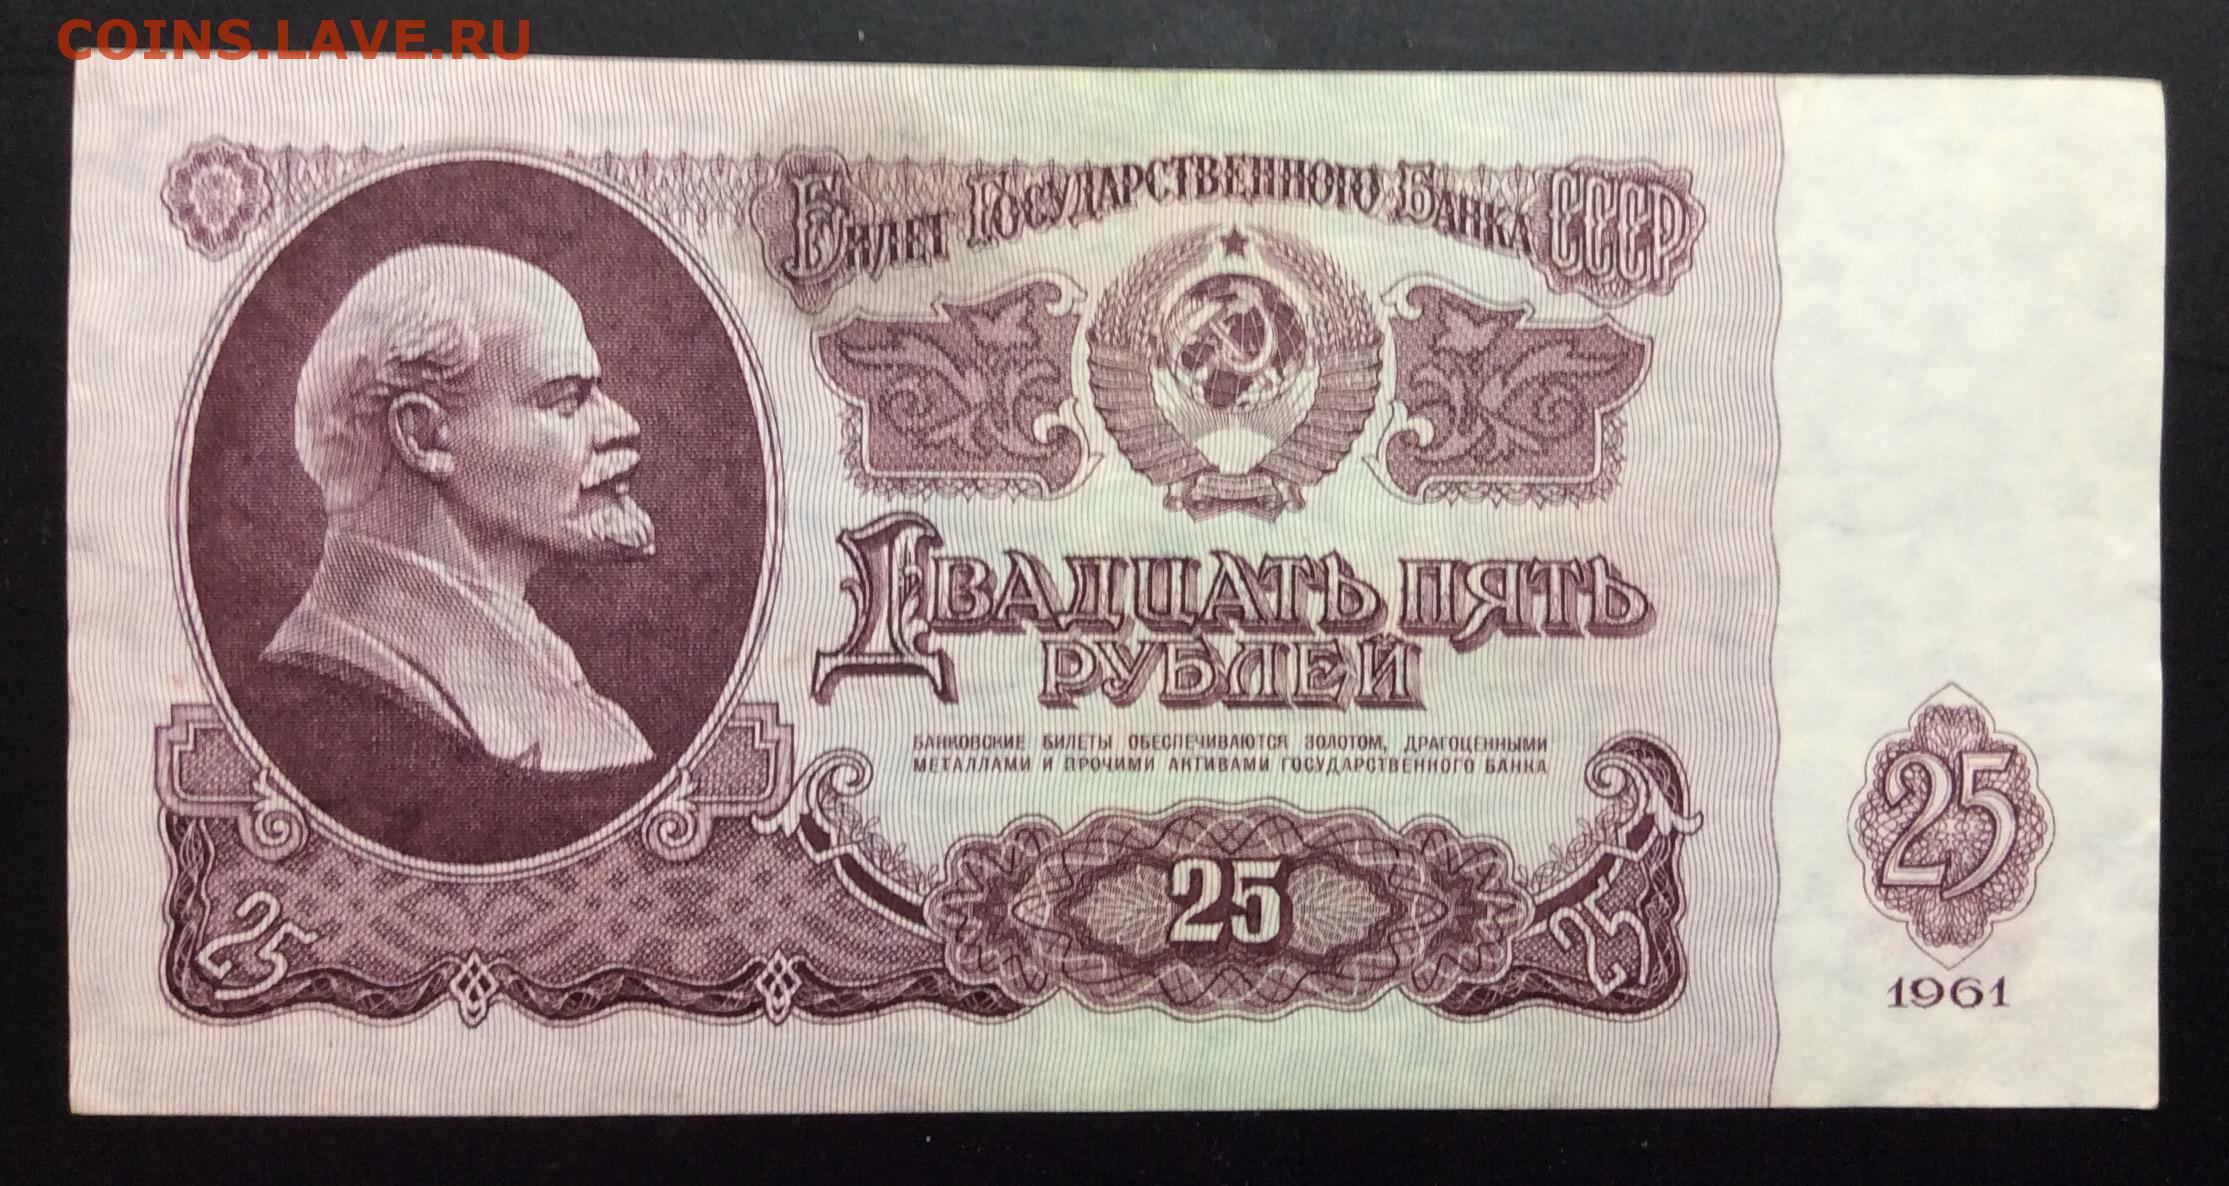 COINS.LAVE.RU
Билет Государственного Банка СССР
Двадцать пять
рублей
БАНКОВСКИЕ БИЛЕТЫ ОБЕСПЕЧИВАЮТСЯ ЗОЛОТОМ, ДРАГОЦЕННЫМИ
МЕТАЛЛАМИ И ПРОЧИМИ АКТИВАМИ ГОСУДАРСТВЕННОГО БАНКА
25
25
25
25
1961